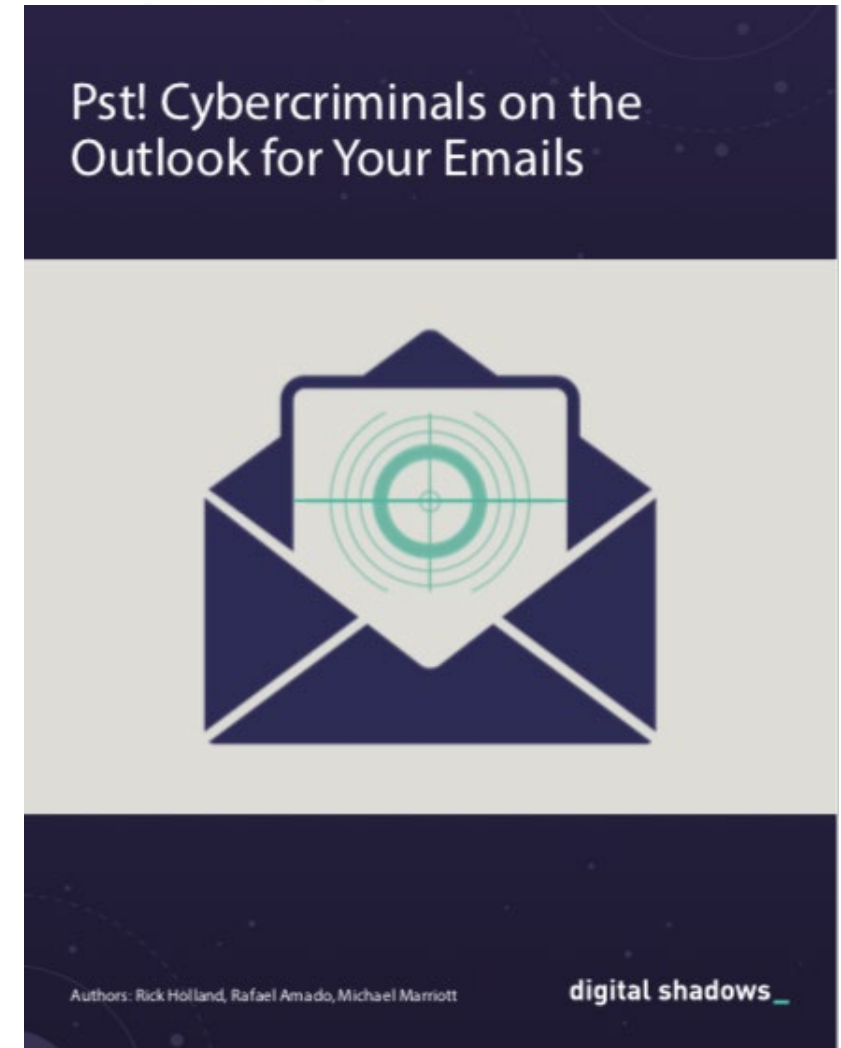 Pst! Cybercriminals on the
Outlook for Your Emails
Authors: Rick Holland, Rafael Amado, Michael Marriott
digital shadows_